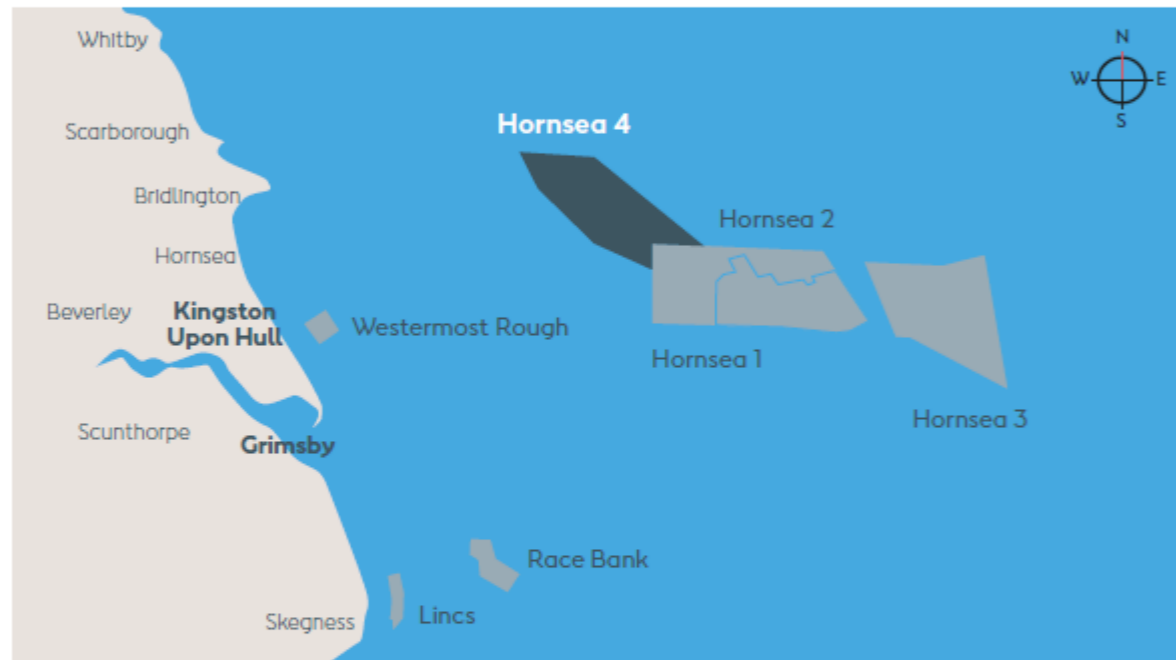 Whitby
N
W
E
S
Scarborough
Hornsea 4
Bridlington
Hornsea 2
Hornsea
Beverley
Kingston
Upon Hull
Westermost Rough
Hornsea 1
Hornsea 3
Scunthorpe
Grimsby
Race Bank
Skegness
Lincs